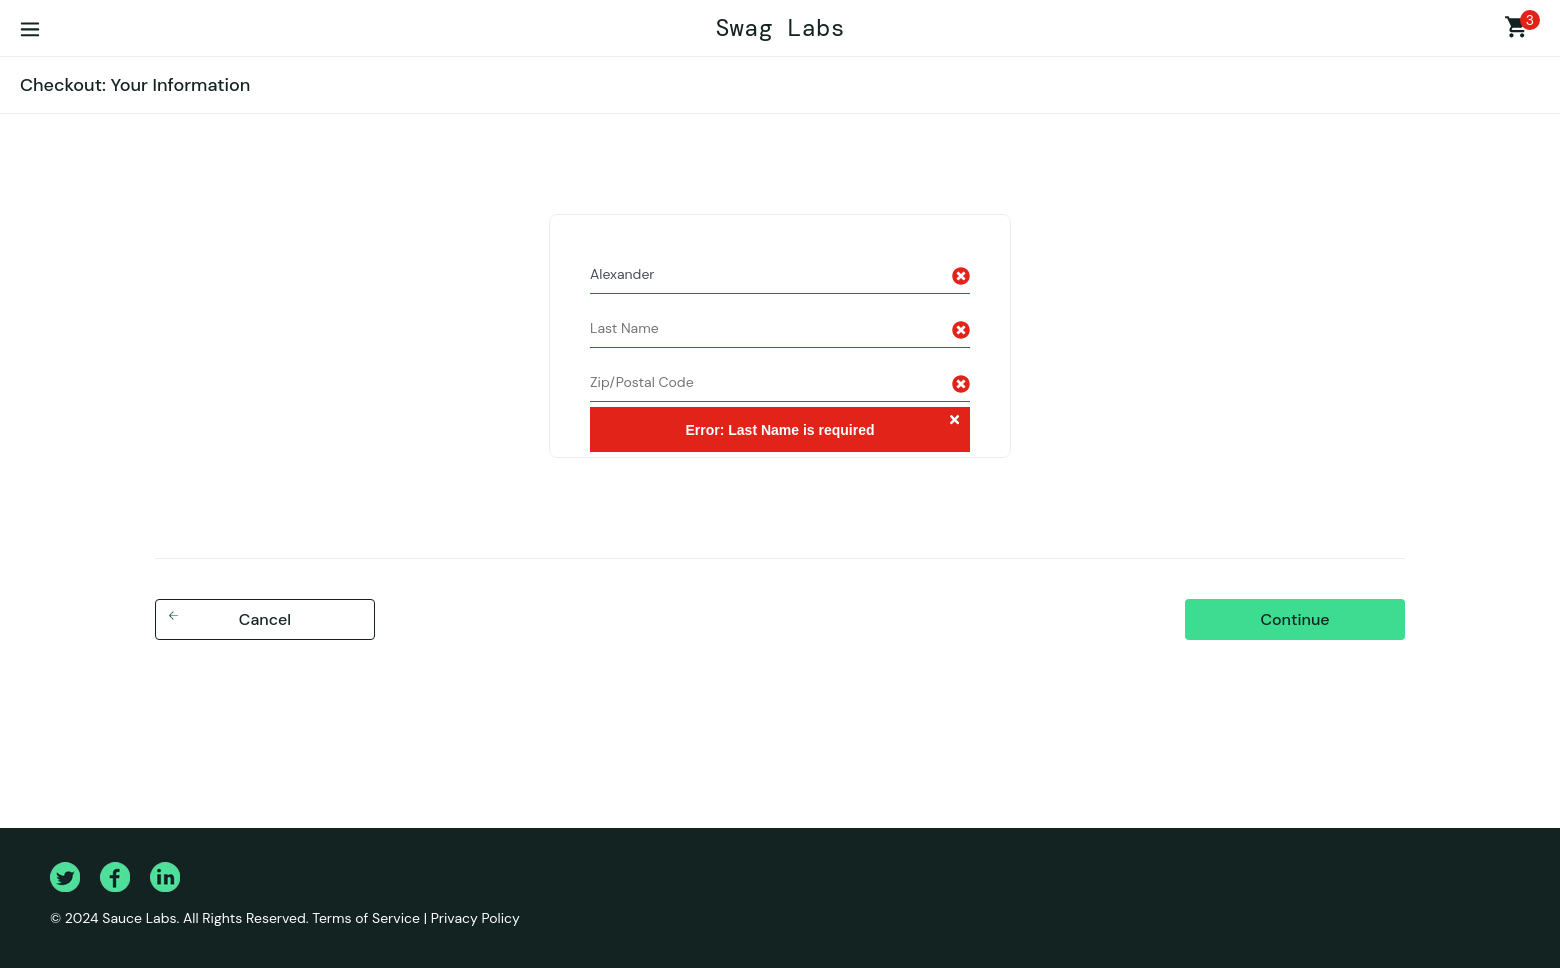 Swag Labs
3
Checkout: Your Information
Alexander
Last Name
Zip/Postal Code
Error: Last Name is required
Cancel
Continue
© 2024 Sauce Labs. All Rights Reserved. Terms of Service | Privacy Policy